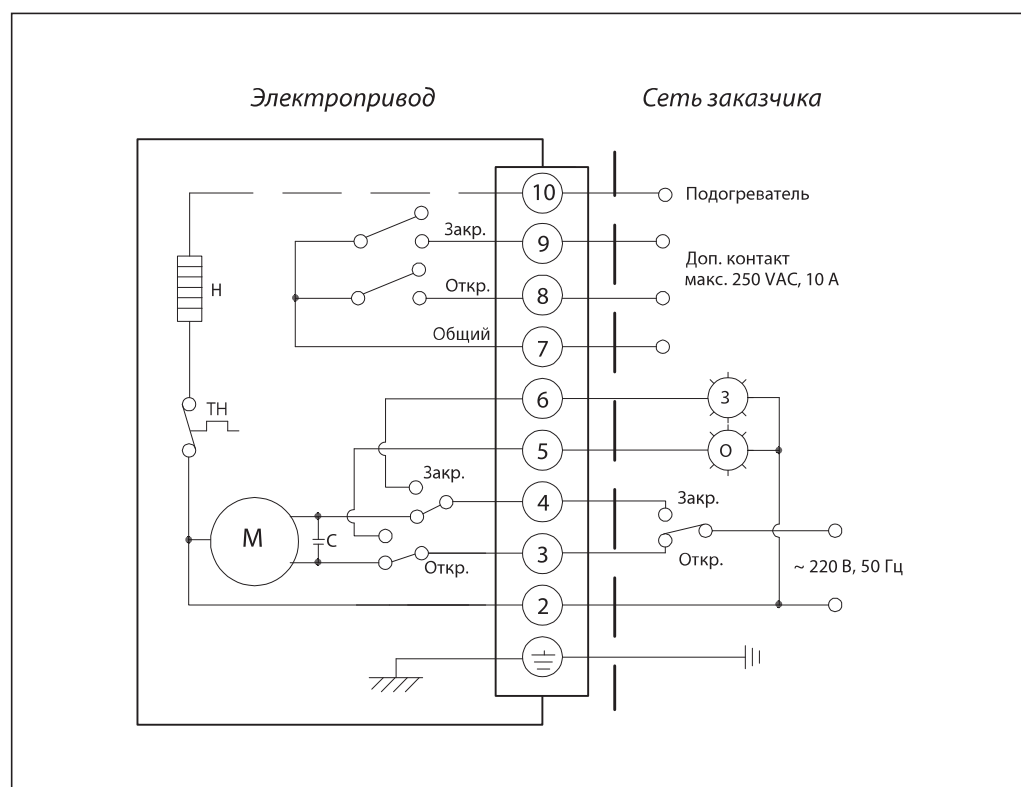 Электропривод
Сеть заказчика
10
Подогреватель
Закр.
9
Доп. контакт
макс. 250 VAC, 10 А
H
Откр.
8
Общий
7
6
З
TH
5
О
Закр.
4
Закр.
M
C
Откр.
3
Откр.
~ 220 В, 50 Гц
2